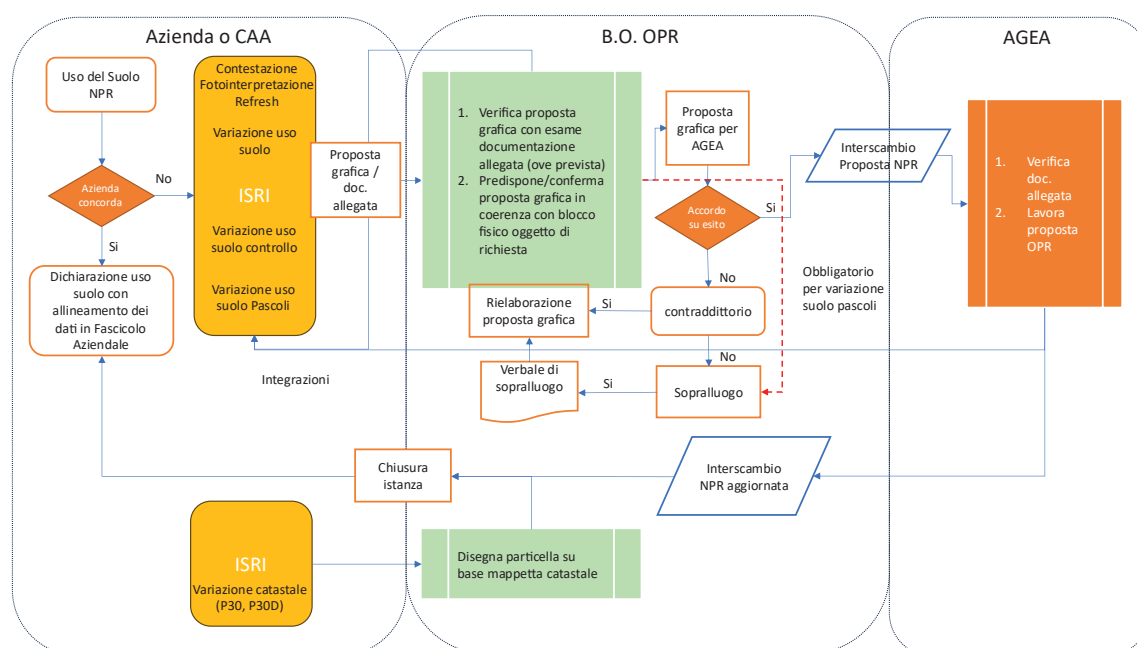 Azienda o CAA
B.O. OPR
AGEA
Uso del Suolo
NPR
Azienda
concorda
No
Si
Dichiarazione uso
suolo con
allineamento dei
dati in Fascicolo
Aziendale
Contestazione
Fotointerpretazione
Refresh
Variazione uso
suolo
ISRI
Variazione uso
suolo controllo
Variazione uso
suolo Pascoli
Proposta
grafica /
doc.
allegata
1. Verifica proposta
grafica con esame
documentazione
allegata (ove prevista)
2. Predispone/conferma
proposta grafica in
coerenza con blocco
fisico oggetto di
richiesta
Proposta
grafica per
AGEA
Accordo
su esito
Si
No
Interscambio
Proposta NPR
1. Verifica
doc.
allegata
2. Lavora
proposta
OPR
Obbligatorio
per variazione
suolo pascoli
contraddittorio
Si
No
Rielaborazione
proposta grafica
Verbale di
sopralluogo
Si
Sopralluogo
Integrazioni
Chiusura
istanza
Interscambio
NPR aggiornata
ISRI
Variazione catastale
(P30, P30D)
Disegna particella su
base mappetta catastale